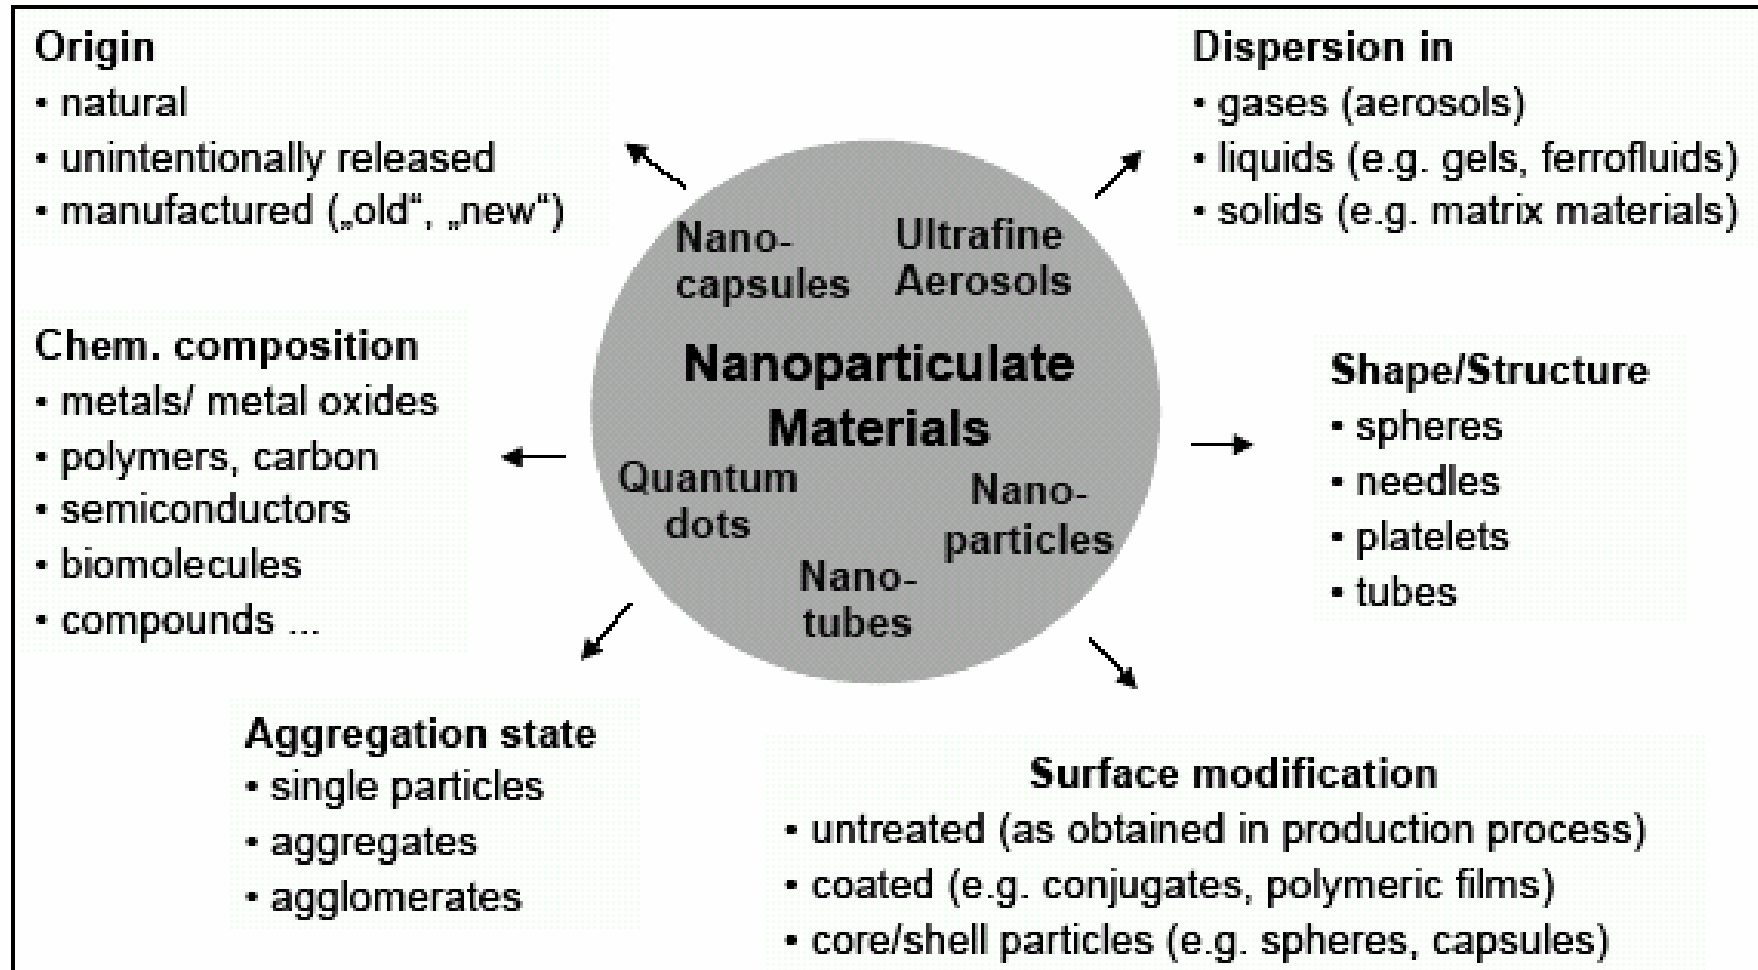 Origin
• natural
• unintentionally released
• manufactured („old“, „new“)
Dispersion in
• gases (aerosols)
• liquids (e.g. gels, ferrofluids)
• solids (e.g. matrix materials)
Nano-
capsules
Ultrafine
Aerosols
Nanoparticulate
Materials
Quantum
dots
Nano-
particles
Nano-
tubes
Chem. composition
• metals/ metal oxides
• polymers, carbon
• semiconductors
• biomolecules
• compounds ...
Shape/Structure
• spheres
• needles
• platelets
• tubes
Aggregation state
• single particles
• aggregates
• agglomerates
Surface modification
• untreated (as obtained in production process)
• coated (e.g. conjugates, polymeric films)
• core/shell particles (e.g. spheres, capsules)